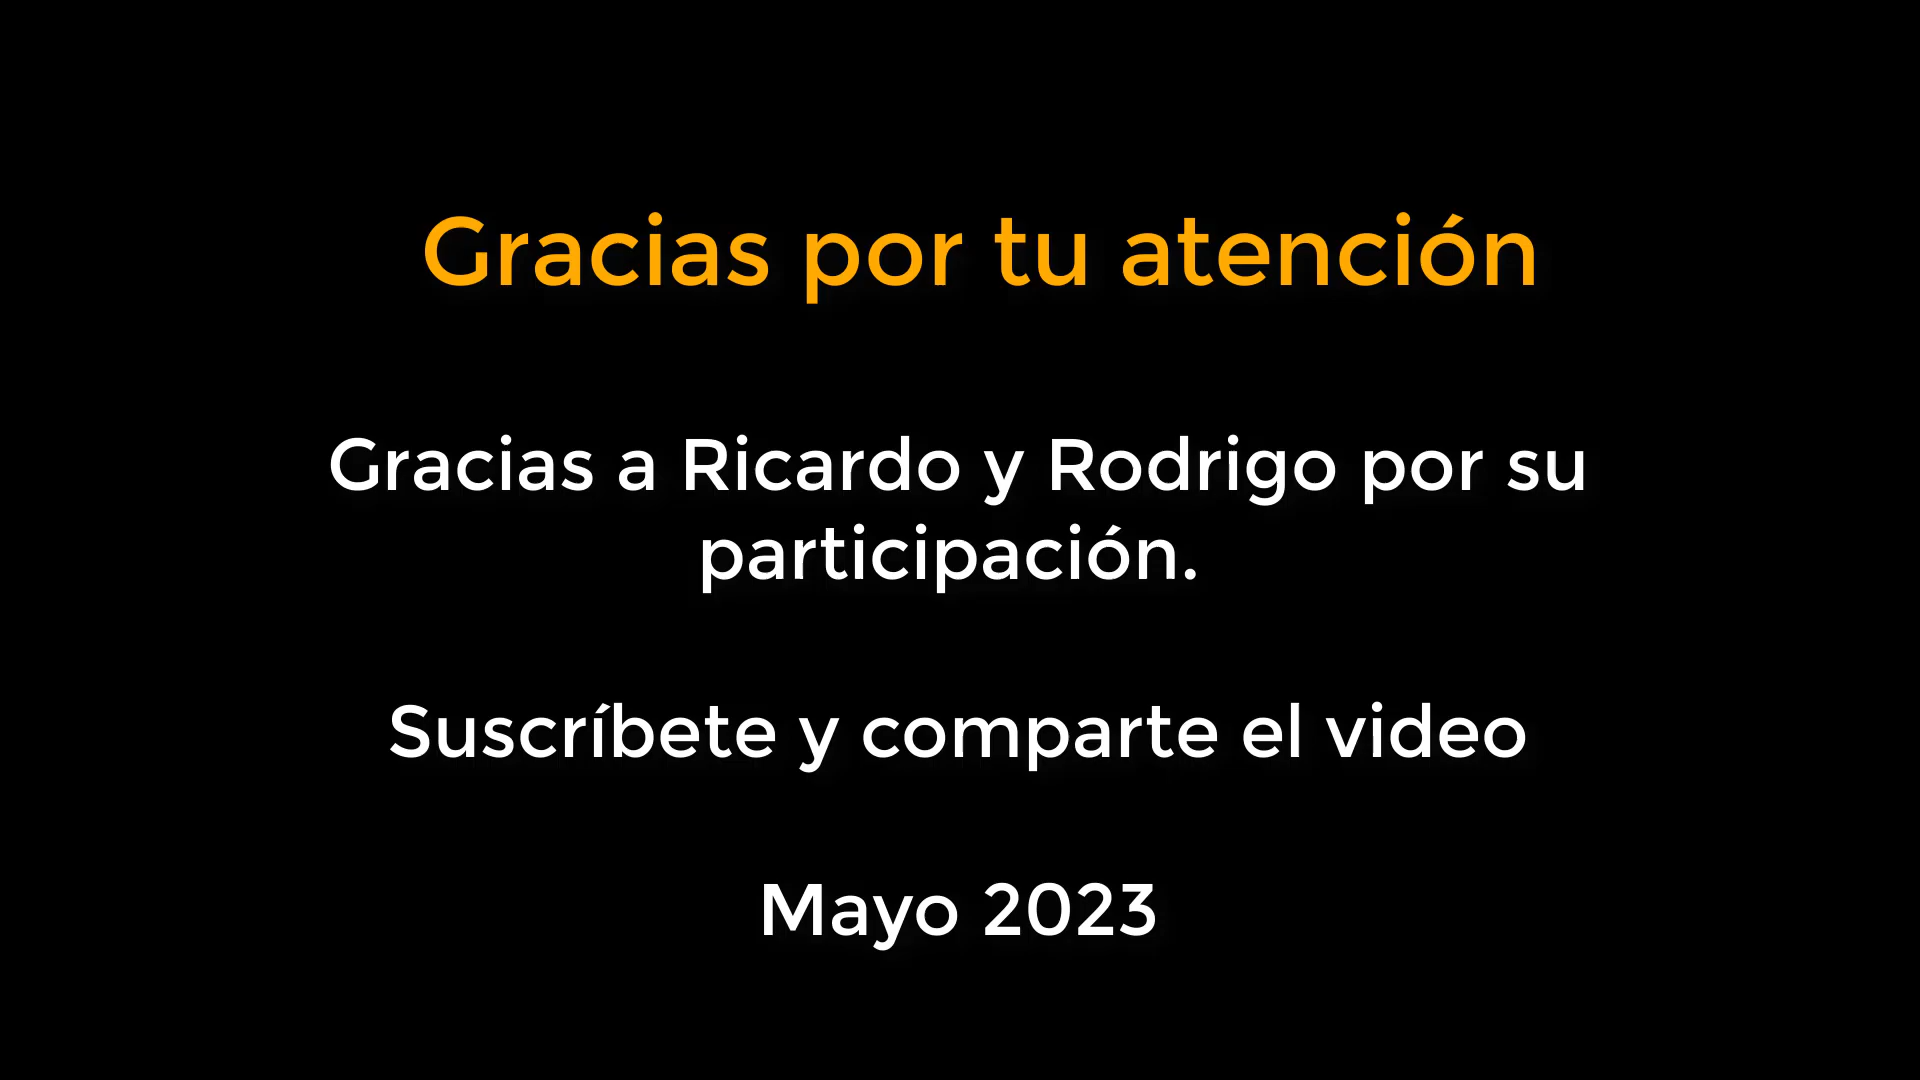 Gracias por tu atención
Gracias a Ricardo y Rodrigo por su
participación.
Suscríbete y comparte el video
Mayo 2023